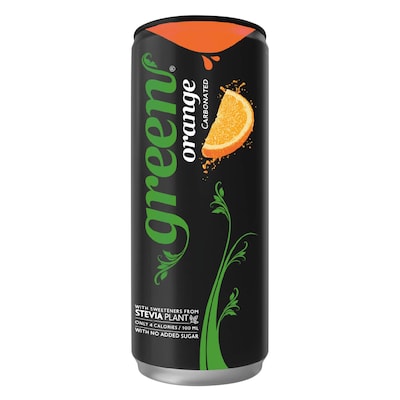 green®
orange
CARBONATED
WITH SWEETENERS FROM
STEVIA PLANT
ONLY 4 CALORIES / 100 ML
WITH NO ADDED SUGAR